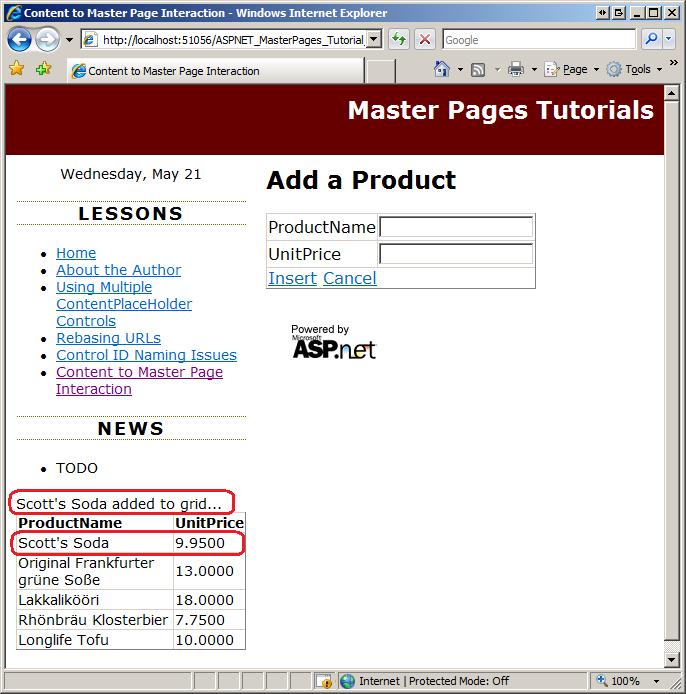 Content to Master Page Interaction - Windows Internet Explorer
http://localhost:51056/ASPNET_MasterPages_Tutorial
Google
Content to Master Page Interaction
Page
Tools
Master Pages Tutorials
Wednesday, May 21
LESSONS
Home
About the Author
Using Multiple
ContentPlaceHolder
Controls
Rebasing URLs
Control ID Naming Issues
Content to Master Page
Interaction
NEWS
TODO
Scott's Soda added to grid...
ProductName UnitPrice
Scott's Soda 9.9500
Original Frankfurter
grüne Soße 13.0000
Lakkalikööri 18.0000
Rhönbräu Klosterbier 7.7500
Longlife Tofu 10.0000
Add a Product
ProductName
UnitPrice
Insert Cancel
Powered by
Microsoft
ASP.net
Internet | Protected Mode: Off
100%